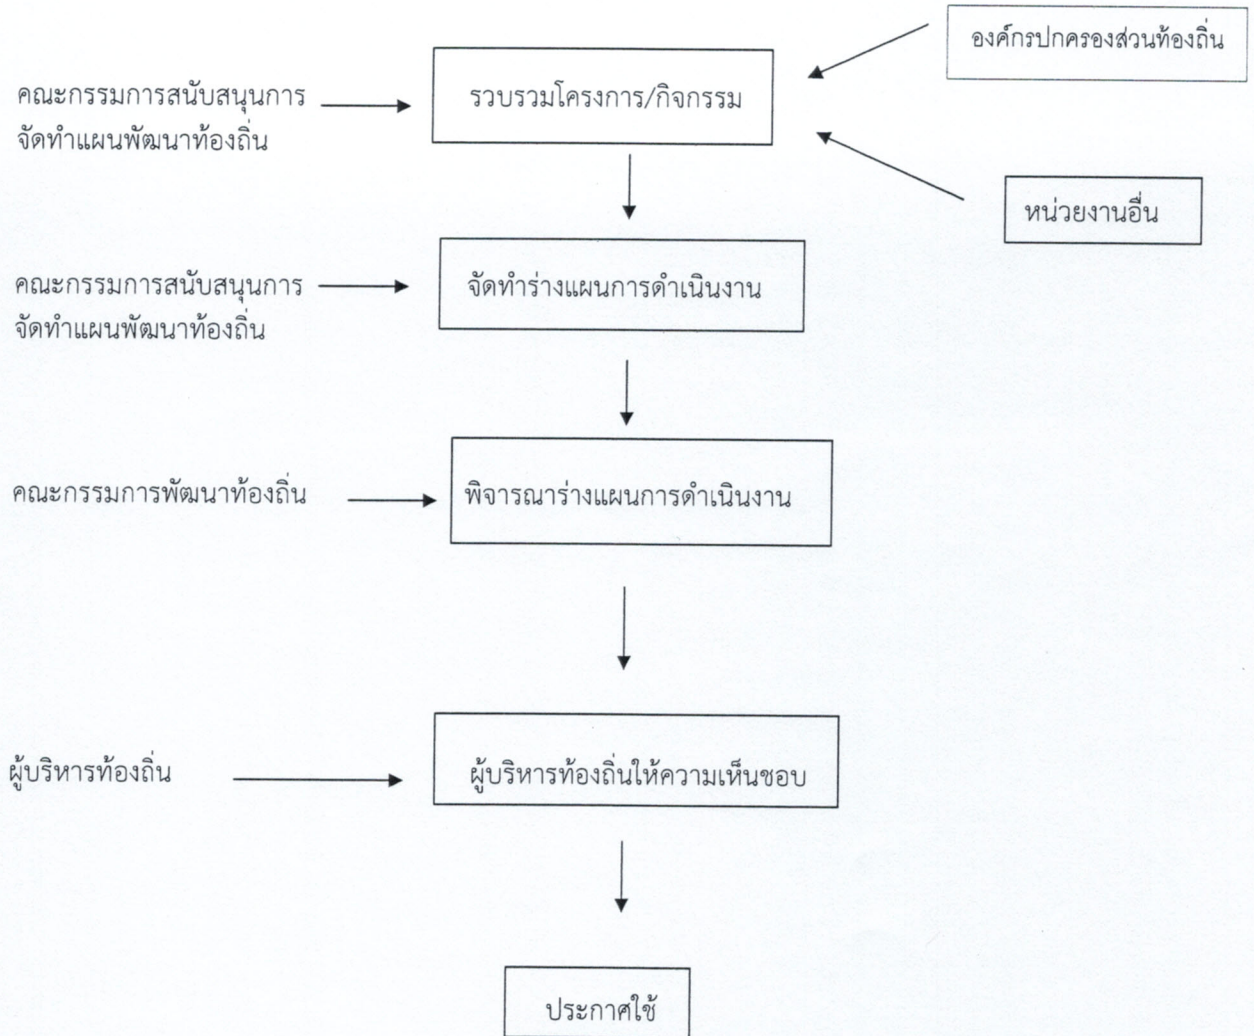 องค์กรปกครองส่วนท้องถิ่น
คณะกรรมการสนับสนุนการ
จัดทำแผนพัฒนาท้องถิ่น
รวบรวมโครงการ/กิจกรรม
หน่วยงานอื่น
คณะกรรมการสนับสนุนการ
จัดทำแผนพัฒนาท้องถิ่น
จัดทำร่างแผนการดำเนินงาน
คณะกรรมการพัฒนาท้องถิ่น
พิจารณาร่างแผนการดำเนินงาน
ผู้บริหารท้องถิ่น
ผู้บริหารท้องถิ่นให้ความเห็นชอบ
ประกาศใช้